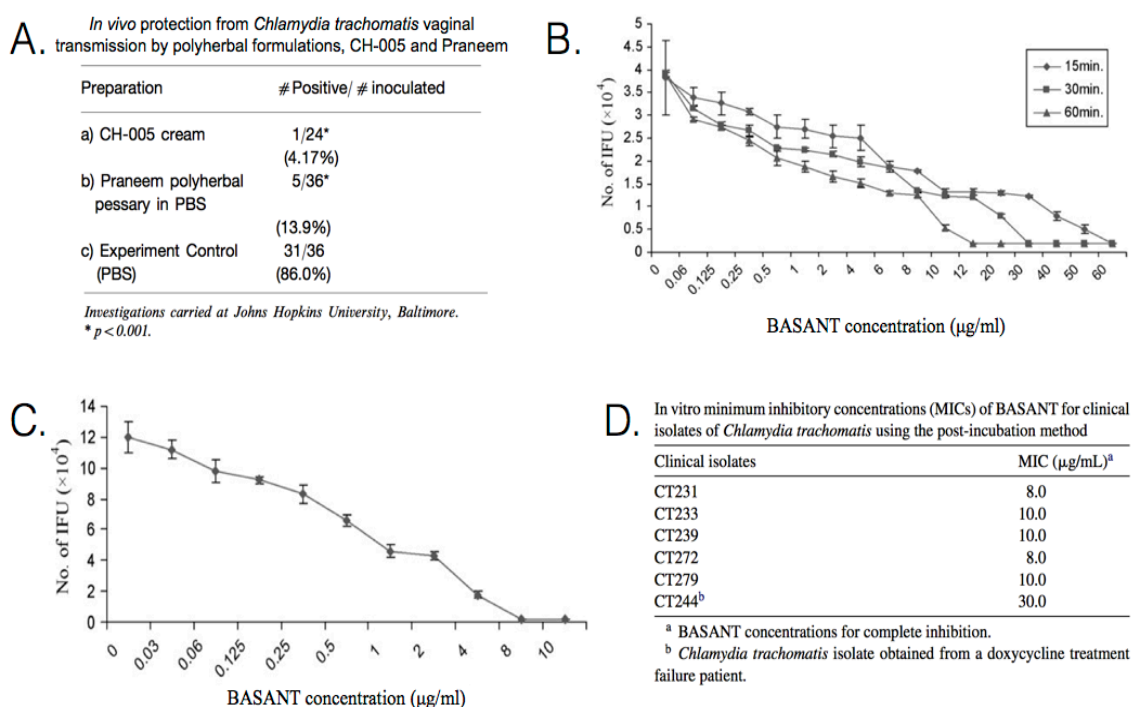 A.
In vivo protection from Chlamydia trachomatis vaginal
transmission by polyherbal formulations, CH-005 and Praneem
Preparation # Positive/ # inoculated
a) CH-005 cream 1/24*
(4.17%)
b) Praneem polyherbal 5/36*
pessary in PBS
(13.9%)
c) Experiment Control 31/36
(PBS) (86.0%)
Investigations carried at Johns Hopkins University, Baltimore.
* p<0.001.
B.
No. of IFU (×10⁴)
5
4.5
4
3.5
3
2.5
2
1.5
1
0.5
0
15min.
30min.
60min.
0 0.06 0.125 0.25 0.5 1 2 4 6 8 10 12 20 30 40 50 60
BASANT concentration (μg/ml)
C.
No. of IFU (×10⁴)
14
12
10
8
6
4
2
0
0 0.03 0.06 0.125 0.25 0.5 1 2 4 8 10
BASANT concentration (μg/ml)
D.
In vitro minimum inhibitory concentrations (MICs) of BASANT for clinical
isolates of Chlamydia trachomatis using the post-incubation method
Clinical isolates MIC (μg/mL)ᵃ
CT231 8.0
CT233 10.0
CT239 10.0
CT272 8.0
CT279 10.0
CT244ᵇ 30.0
ᵃ BASANT concentrations for complete inhibition.
ᵇ Chlamydia trachomatis isolate obtained from a doxycycline treatment
failure patient.